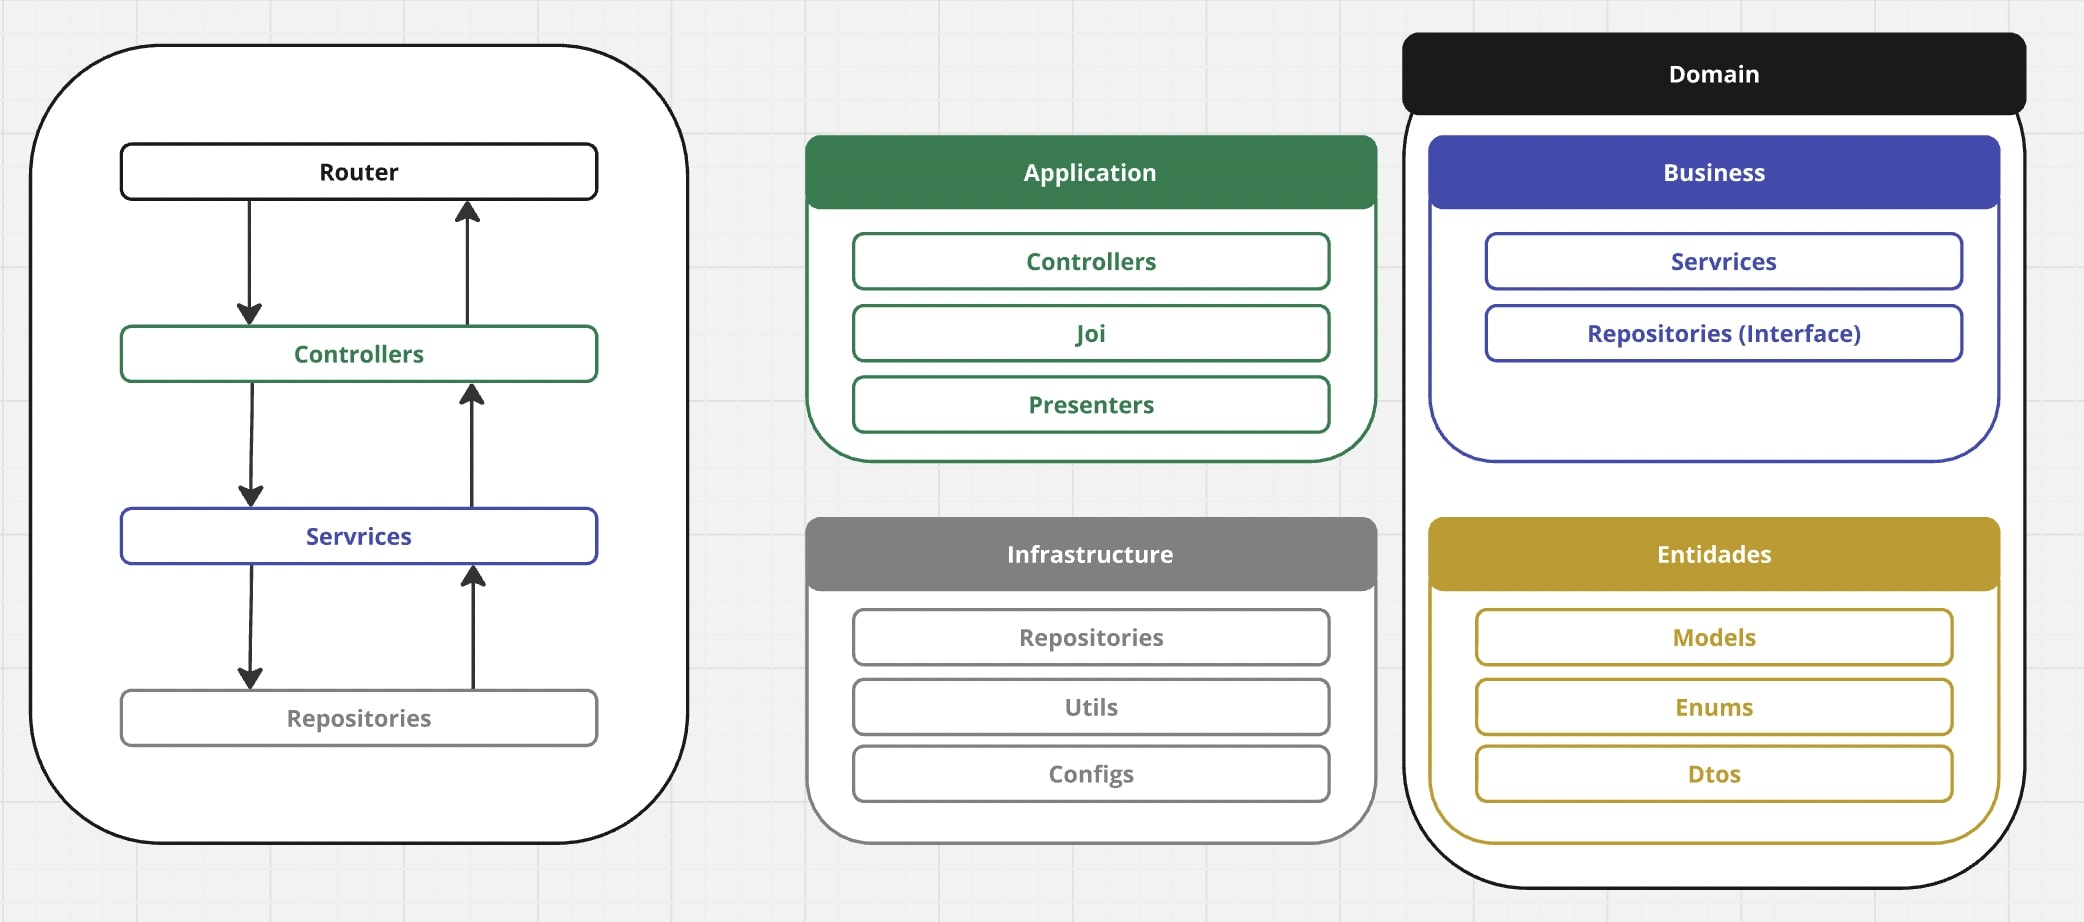 Router
Controllers
Servrices
Repositories
Application
Controllers
Joi
Presenters
Infrastructure
Repositories
Utils
Configs
Domain
Business
Servrices
Repositories (Interface)
Entidades
Models
Enums
Dtos